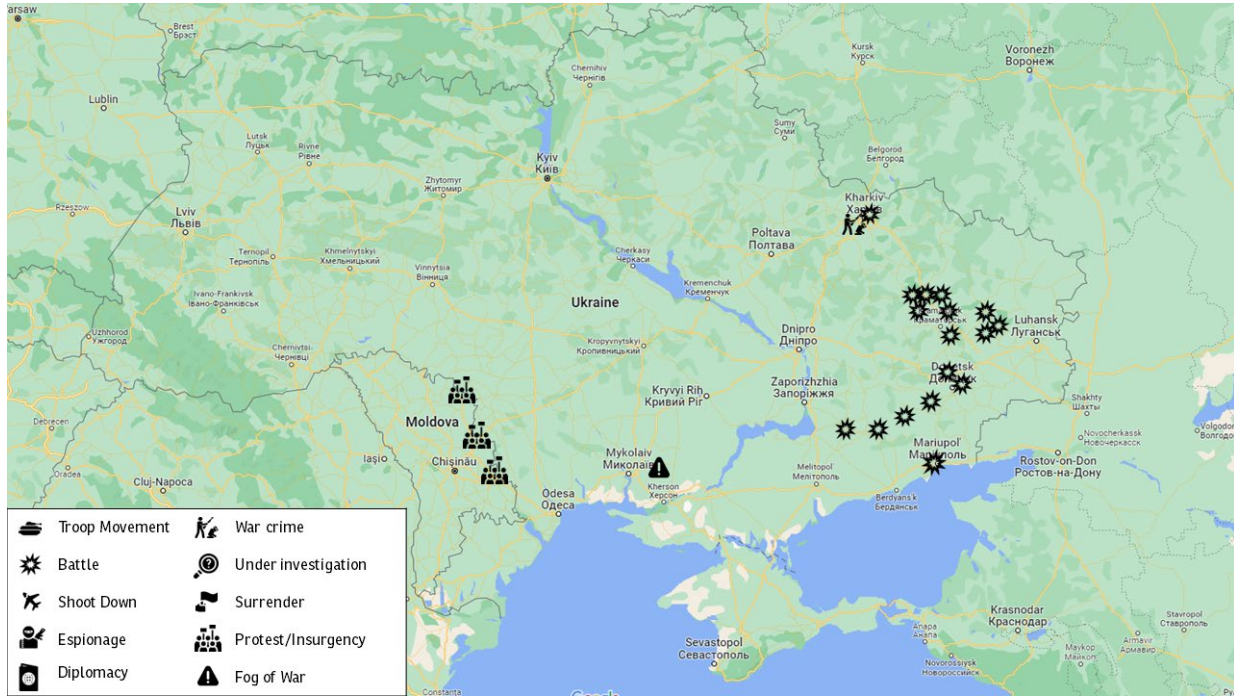 arsaw
Brest
Брэст
Lublin
Lutsk
Луцьк
Rivne
Рівне
Rzeszow
Lviv
Львів
Ternopil
Тернопіль
Khmelnytskyi
Хмельницький
Zhytomyr
Житомир
Kyiv
Київ
Chernihiv
Чернігів
Sumy
Суми
Kursk
Курск
Voronezh
Воронеж
Belgorod
Белгород
Kharkiv
Poltava
Полтава
Cherkasy
Черкаси
Kremenchuk
Кременчук
Vinnytsia
Вінниця
Ivano-Frankivsk
Івано-Франківськ
Uzhhorod
Ужгород
Chernivtsi
Чернівці
Ukraine
Kropyvnytskyi
Кропивницький
Dnipro
Дніпро
Luhansk
Луганськ
Zaporizhzhia
Запоріжжя
Kryvyi Rih
Кривий Ріг
Shakhty
Шахты
Debrecen
Moldova
Iași
Chișinău
Oradea
Cluj-Napoca
Mykolaiv
Миколаїв
Kherson
Херсон
Odesa
Одеса
Melitopol
Мелітополь
Mariupol'
Berdyans'k
Бердянськ
Novocherkassk
Новочеркасск
Rostov-on-Don
Ростов-на-Дону
Volgodon
Волгодо
Sevastopol
Севастополь
Krasnodar
Краснодар
Anapa
Анапа
Novorossiysk
Новороссийск
Armavir
Армавир
Maykop
Майкоп
Stavropol
Ставрополь
Constanța
Troop Movement
War crime
Battle
Under investigation
Shoot Down
Surrender
Espionage
Protest/Insurgency
Diplomacy
Fog of War